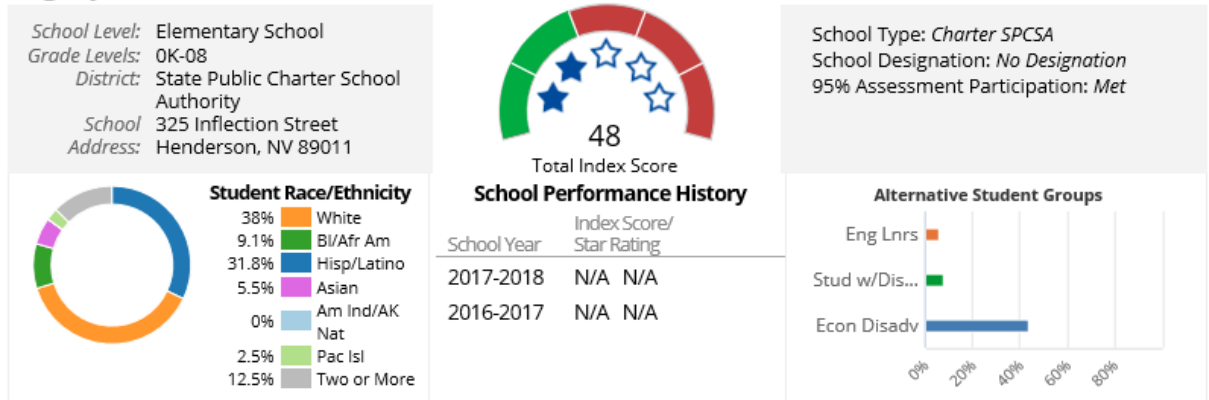 School Level: Elementary School
Grade Levels: 0K-08
District: State Public Charter School
Authority
School 325 Inflection Street
Address: Henderson, NV 89011
48
Total Index Score
School Type: Charter SPCSA
School Designation: No Designation
95% Assessment Participation: Met
Student Race/Ethnicity
38% White
9.1% Bl/Afr Am
31.8% Hisp/Latino
5.5% Asian
0% Am Ind/AK
Nat
2.5% Pac Isl
12.5% Two or More
School Performance History
Index Score/
School Year Star Rating
2017-2018 N/A N/A
2016-2017 N/A N/A
Alternative Student Groups
Eng Lnrs
Stud w/Dis...
Econ Disadv
0% 20% 40% 60% 80%